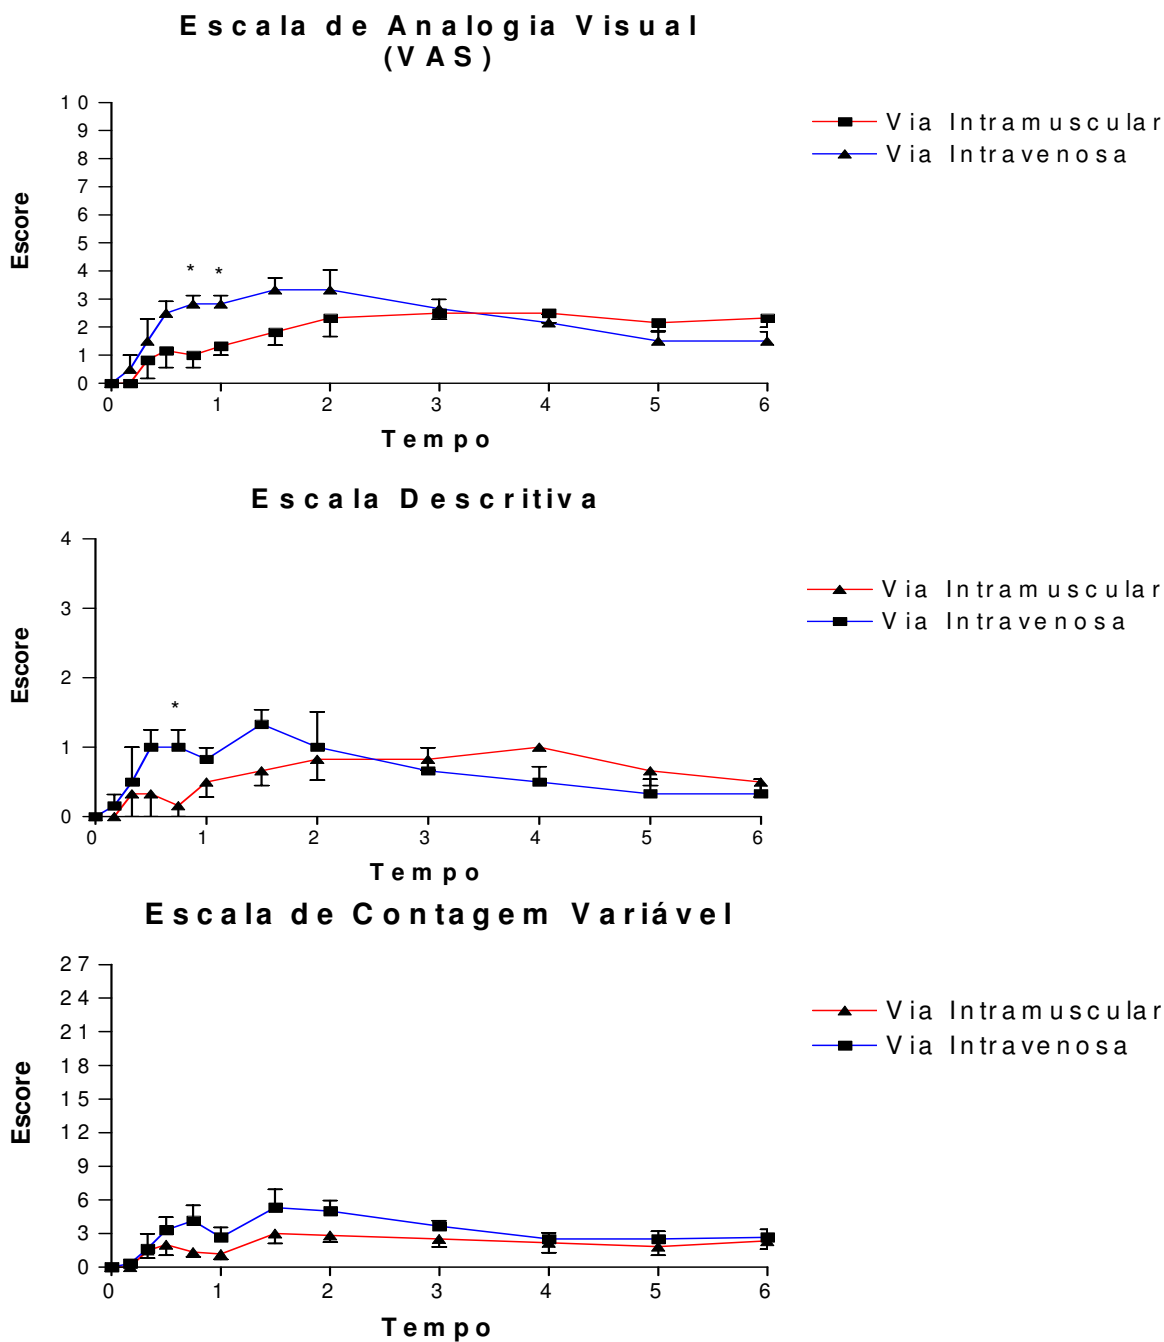 Escala de Analogia Visual
(VAS)
10
9
8
7
6
5
4
3
2
1
0
Escore
* *
0 1 2 3 4 5 6
Tempo
Via Intramuscular
Via Intravenosa
Escala Descritiva
4
3
2
1
0
Escore
*
0 1 2 3 4 5 6
Tempo
Via Intramuscular
Via Intravenosa
Escala de Contagem Variável
27
24
21
18
15
12
9
6
3
0
Escore
0 1 2 3 4 5 6
Tempo
Via Intramuscular
Via Intravenosa